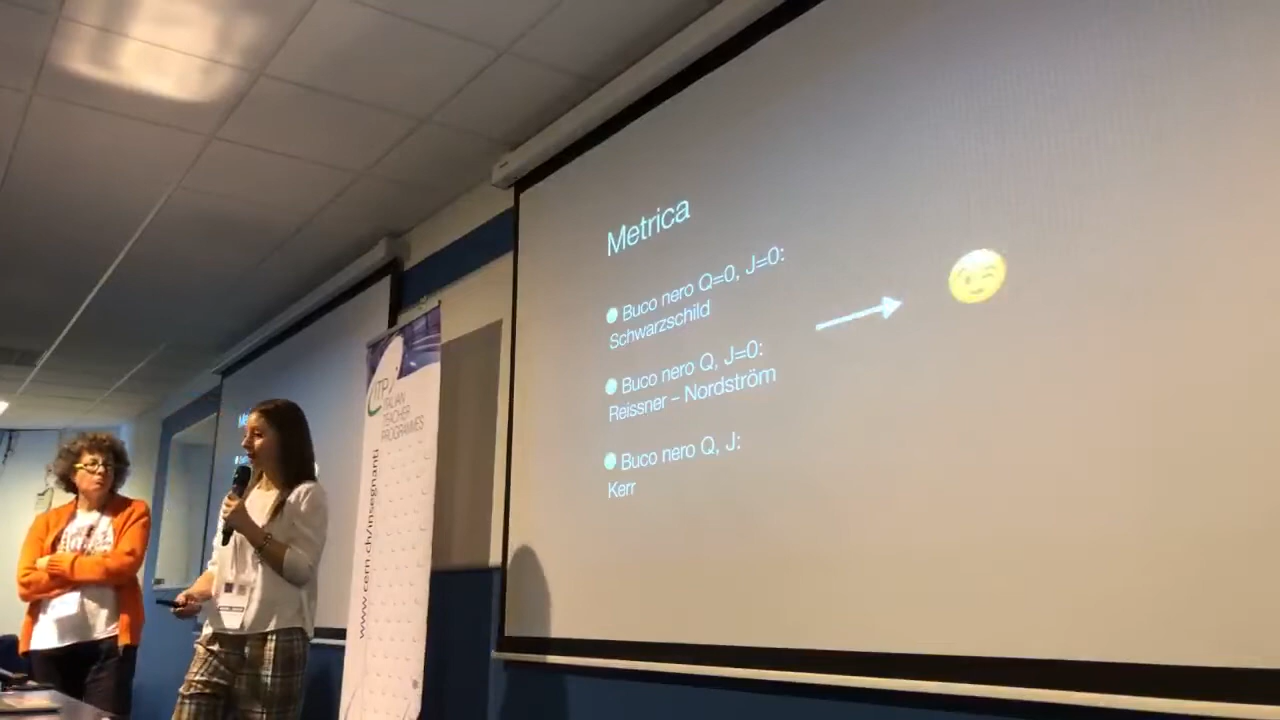 Metrica
Buco nero Q=0, J=0:
Schwarzschild
Buco nero Q, J=0:
Reissner – Nordström
Buco nero Q, J:
Kerr
ITP
ITALIAN
TEACHER
PROGRAMMES
www.cern.ch/insegnanti